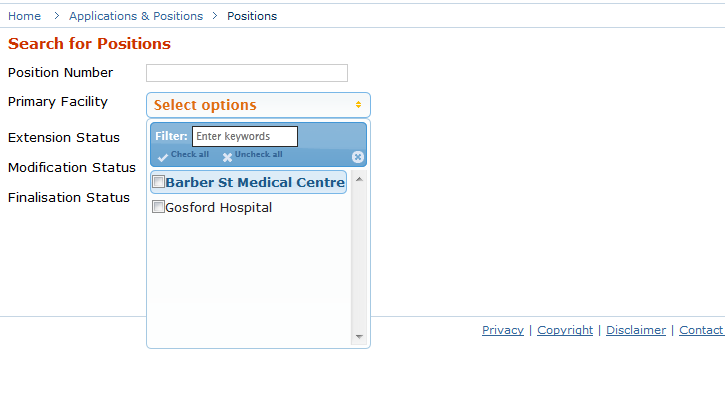 Home > Applications & Positions > Positions
Search for Positions
Position Number
Primary Facility
Select options
Filter: Enter keywords
Check all Uncheck all
Barber St Medical Centre
Gosford Hospital
Extension Status
Modification Status
Finalisation Status
Privacy | Copyright | Disclaimer | Contact